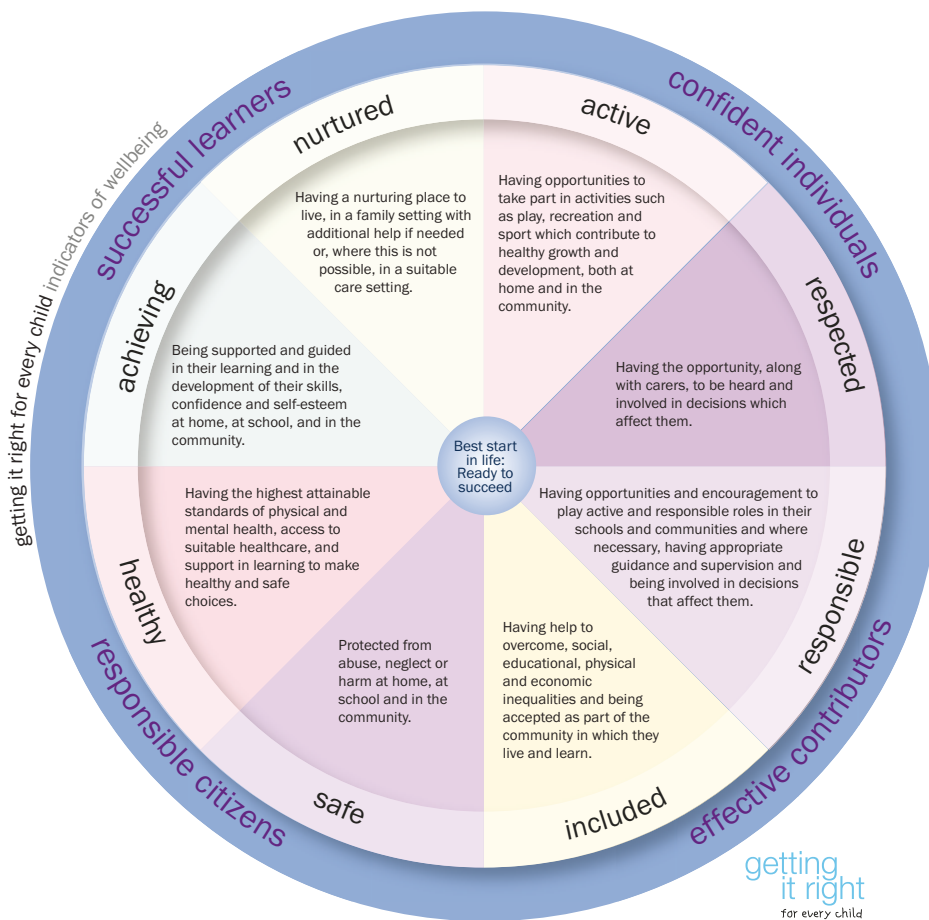 getting it right for every child indicators of wellbeing
successful learners
confident individuals
nurtured
active
Having a nurturing place to
live, in a family setting with
additional help if needed
or, where this is not
possible, in a suitable
care setting.
Having opportunities to
take part in activities such
as play, recreation and
sport which contribute to
healthy growth and
development, both at
home and in the
community.
achieving
Being supported and guided
in their learning and in the
development of their skills,
confidence and self-esteem
at home, at school, and in the
community.
respected
Having the opportunity, along
with carers, to be heard and
involved in decisions which
affect them.
Best start
in life:
Ready to
succeed
healthy
Having the highest attainable
standards of physical and
mental health, access to
suitable healthcare, and
support in learning to make
healthy and safe
choices.
responsible
Having opportunities and encouragement to
play active and responsible roles in their
schools and communities and where
necessary, having appropriate
guidance and supervision and
being involved in decisions
that affect them.
Protected from
abuse, neglect or
harm at home, at
school and in the
community.
safe
Having help to
overcome, social,
educational, physical
and economic
inequalities and being
accepted as part of the
community in which they
live and learn.
included
responsible citizens
effective contributors
getting
it right
for every child